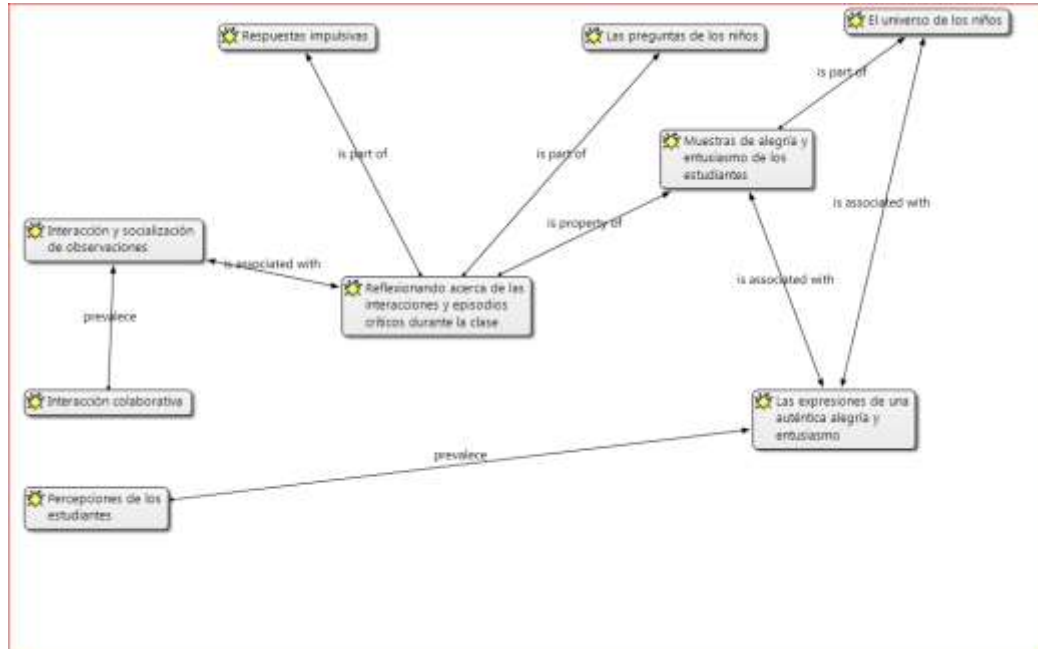 Respuestas impulsivas
Las preguntas de los niños
El universo de los niños
is part of
Muestras de alegría y
entusiasmo de los
estudiantes
is part of
is part of
is associated with
is property of
Interacción y socialización
de observaciones
is associated with
Reflexionando acerca de las
interacciones y episodios
críticos durante la clase
is associated with
prevalece
Interacción colaborativa
Las expresiones de una
auténtica alegría y
entusiasmo
prevalece
Percepciones de los
estudiantes